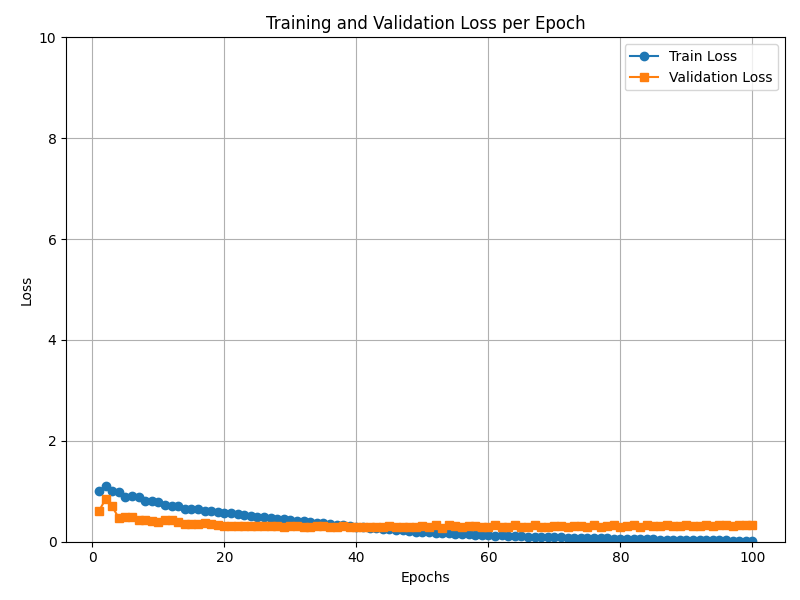 Training and Validation Loss per Epoch
10
8
6
4
2
0
Loss
Train Loss
Validation Loss
0 20 40 60 80 100
Epochs